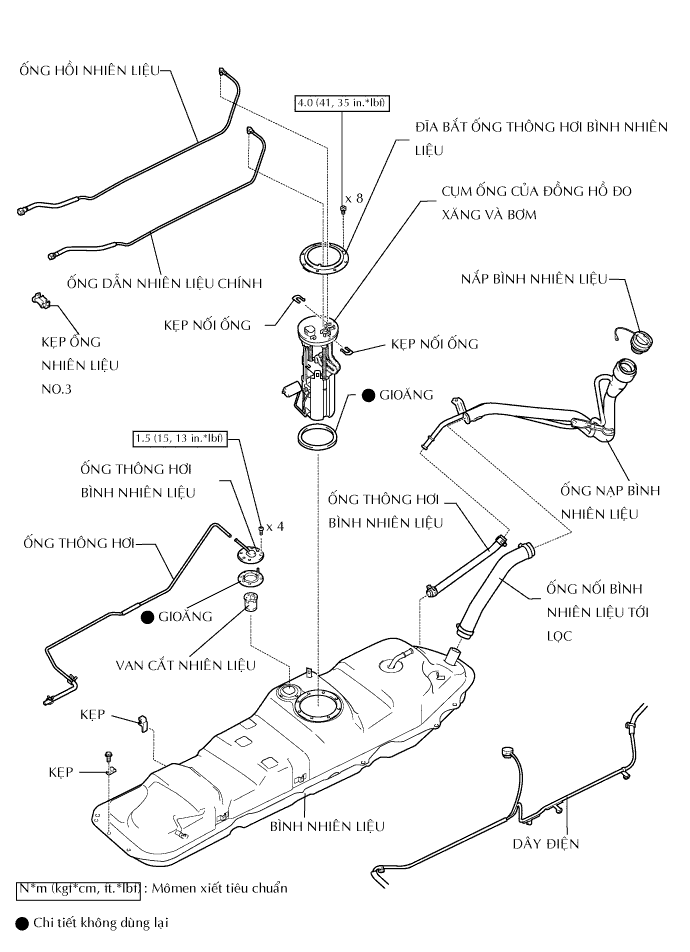 ỐNG HỒI NHIÊN LIỆU
4.0 (41, 35 in.*lbf)
ĐĨA BẮT ỐNG THÔNG HƠI BÌNH NHIÊN
LIỆU
x 8
CỤM ỐNG CỦA ĐỒNG HỒ ĐO
XĂNG VÀ BƠM
ỐNG DẪN NHIÊN LIỆU CHÍNH
NẮP BÌNH NHIÊN LIỆU
KẸP NỐI ỐNG
KẸP ỐNG
NHIÊN LIỆU
NO.3
KẸP NỐI ỐNG
GIOĂNG
1.5 (15, 13 in.*lbf)
ỐNG THÔNG HƠI
BÌNH NHIÊN LIỆU
ỐNG NẠP BÌNH
NHIÊN LIỆU
ỐNG THÔNG HƠI
BÌNH NHIÊN LIỆU
x 4
ỐNG THÔNG HƠI
ỐNG NỐI BÌNH
NHIÊN LIỆU TỚI
LỌC
GIOĂNG
VAN CẮT NHIÊN LIỆU
KẸP
KẸP
BÌNH NHIÊN LIỆU
DÂY ĐIỆN
N*m (kgf*cm, ft.*lbf) : Mômen xiết tiêu chuẩn
Chi tiết không dùng lại